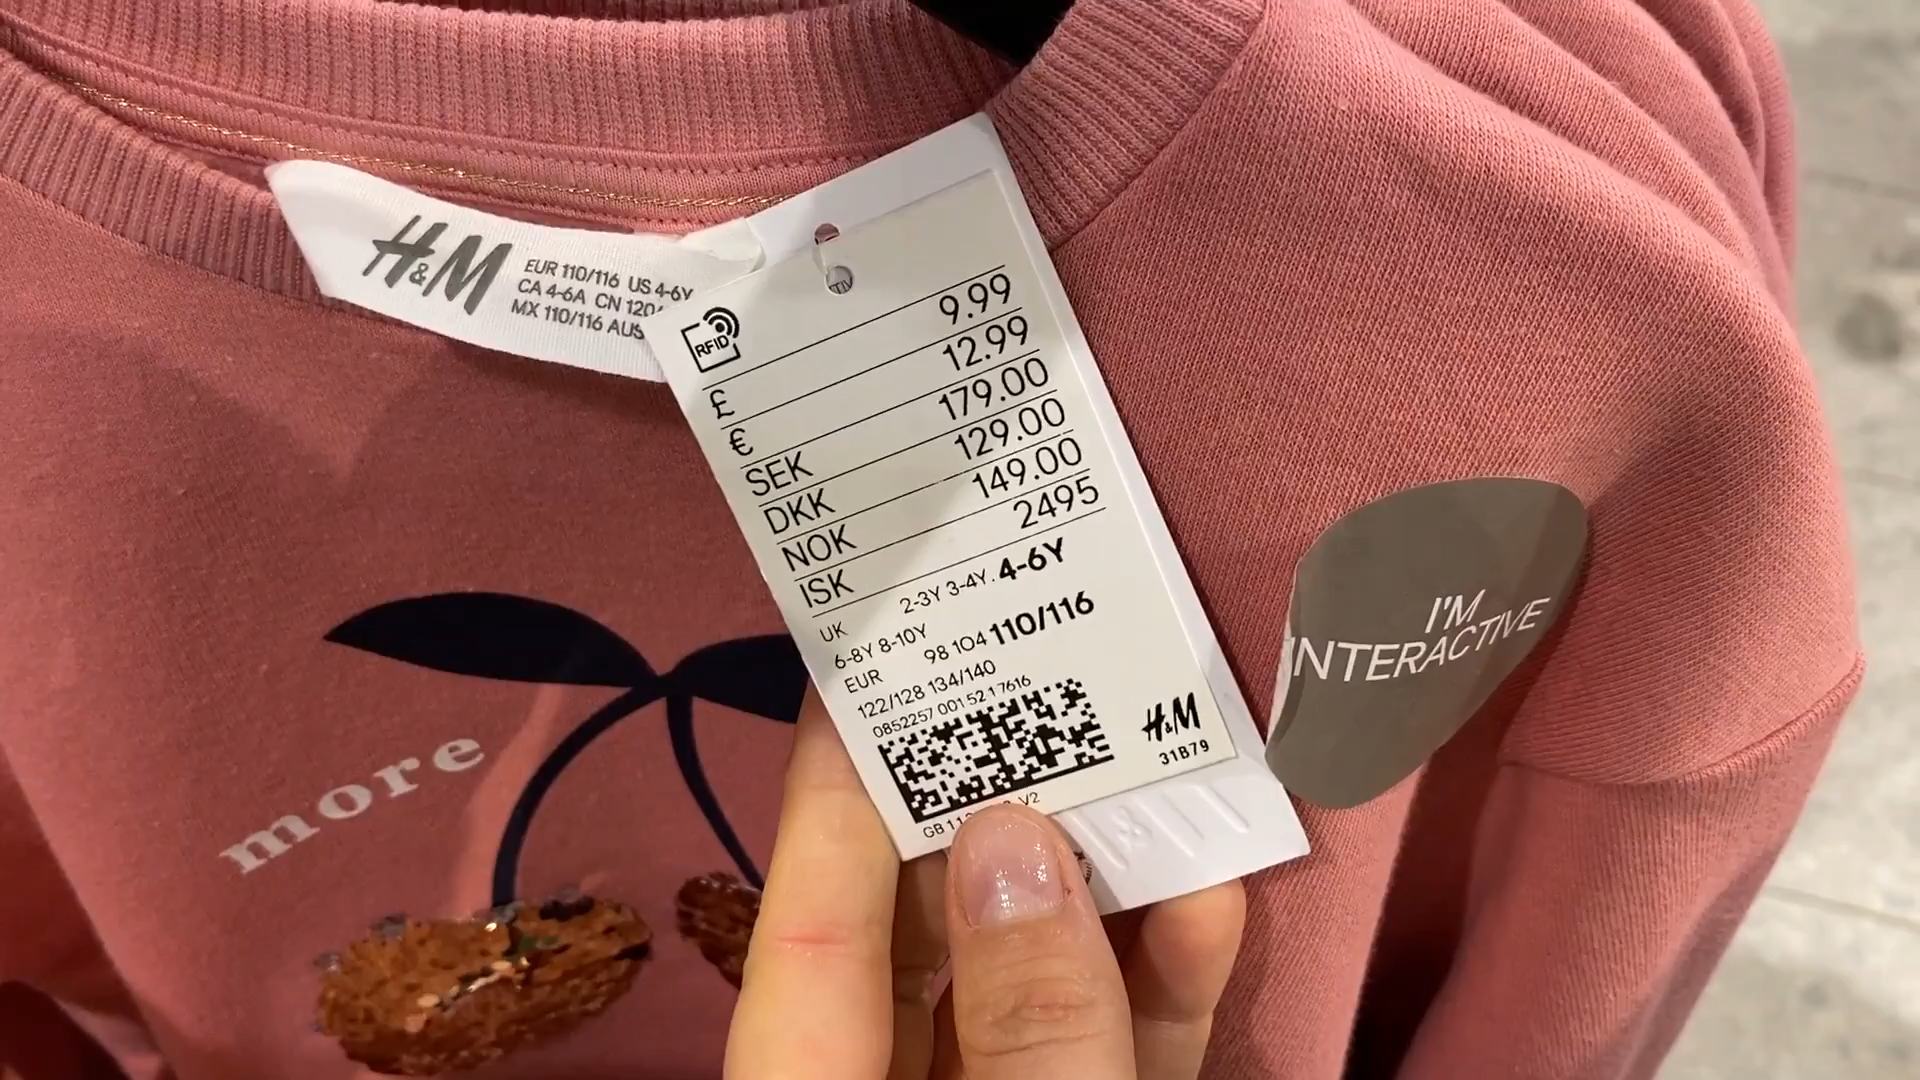 H&M
EUR 110/116 US 4-6Y
CA 4-6A CN 120/
MX 110/116 AUS
RFID
£ 9.99
€ 12.99
SEK 179.00
DKK 129.00
NOK 149.00
ISK 2495
UK 2-3Y 3-4Y. 4-6Y
6-8Y 8-10Y
EUR 98 104 110/116
122/128 134/140
0852257 001 52 1 7616
H&M
31B79
V2
I'M
INTERACTIVE
more
H&M